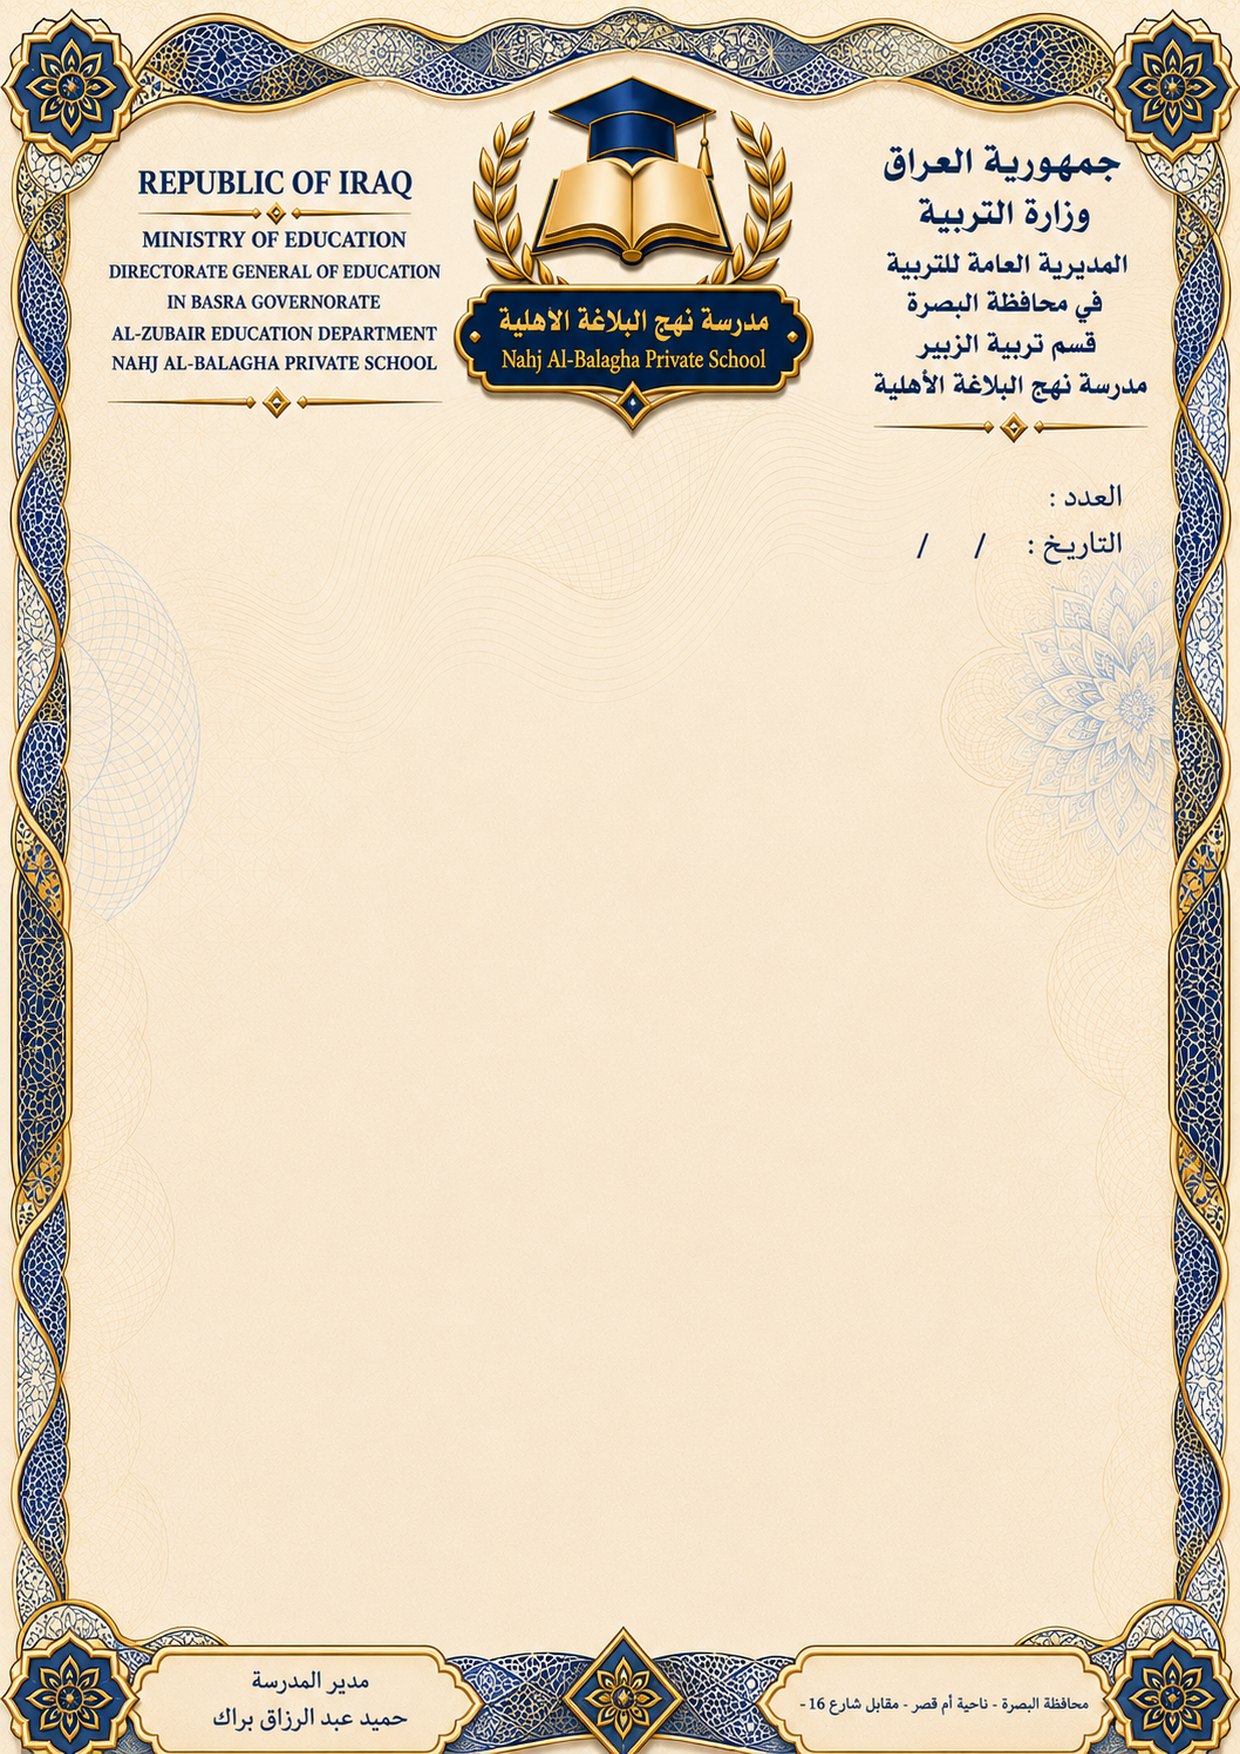 REPUBLIC OF IRAQ
MINISTRY OF EDUCATION
DIRECTORATE GENERAL OF EDUCATION
IN BASRA GOVERNORATE
AL-ZUBAIR EDUCATION DEPARTMENT
NAHJ AL-BALAGHA PRIVATE SCHOOL
مدرسة نهج البلاغة الاهلية
Nahj Al-Balagha Private School
جمهورية العراق
وزارة التربية
المديرية العامة للتربية
في محافظة البصرة
قسم تربية الزبير
مدرسة نهج البلاغة الأهلية
العدد :
التاريخ : / /
مدير المدرسة
حميد عبد الرزاق براك
محافظة البصرة - ناحية أم قصر - مقابل شارع 16-